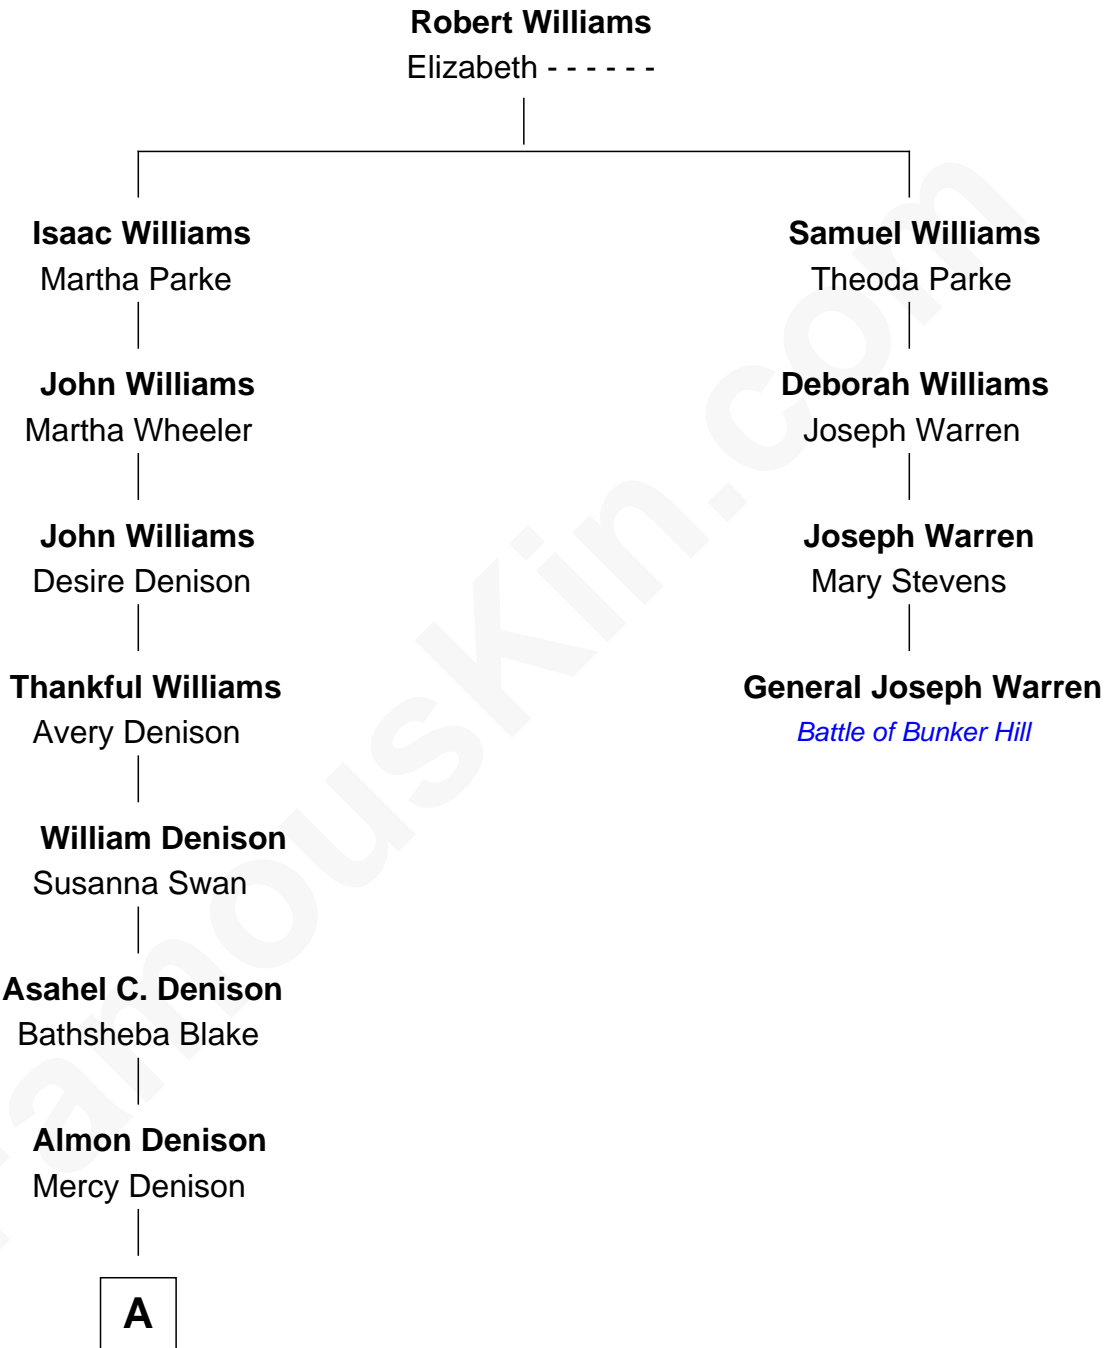 Robert Williams
Elizabeth - - - - - -
Isaac Williams
Martha Parke
Samuel Williams
Theoda Parke
John Williams
Martha Wheeler
Deborah Williams
Joseph Warren
John Williams
Desire Denison
Joseph Warren
Mary Stevens
Thankful Williams
Avery Denison
General Joseph Warren
Battle of Bunker Hill
William Denison
Susanna Swan
Asahel C. Denison
Bathsheba Blake
Almon Denison
Mercy Denison
A
FamousKin.com